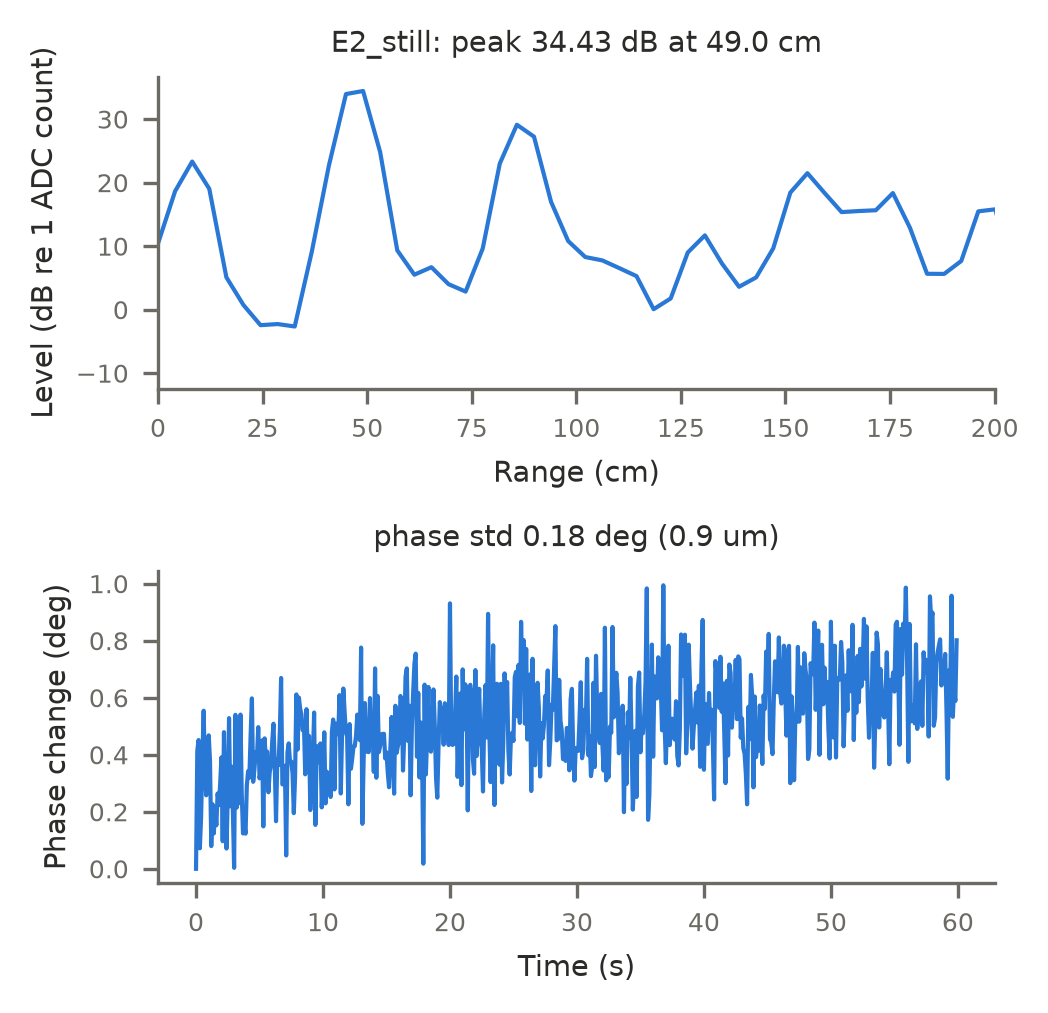 E2_still: peak 34.43 dB at 49.0 cm
Level (dB re 1 ADC count)
30
20
10
0
−10
0 25 50 75 100 125 150 175 200
Range (cm)
phase std 0.18 deg (0.9 um)
Phase change (deg)
1.0
0.8
0.6
0.4
0.2
0.0
0 10 20 30 40 50 60
Time (s)